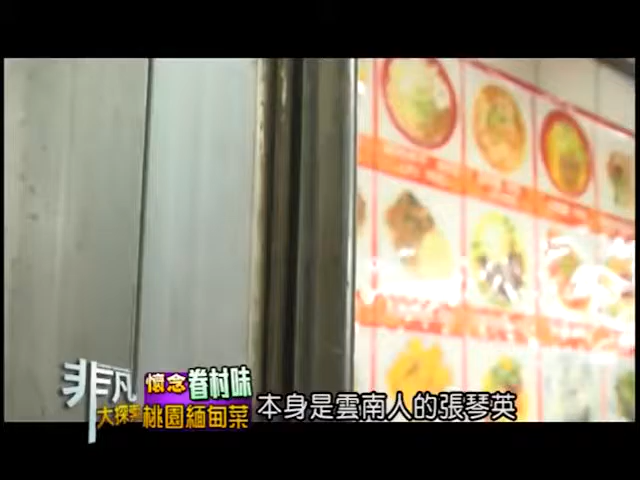 非凡
大探索
懷念眷村味
桃園緬甸菜
本身是雲南人的張琴英